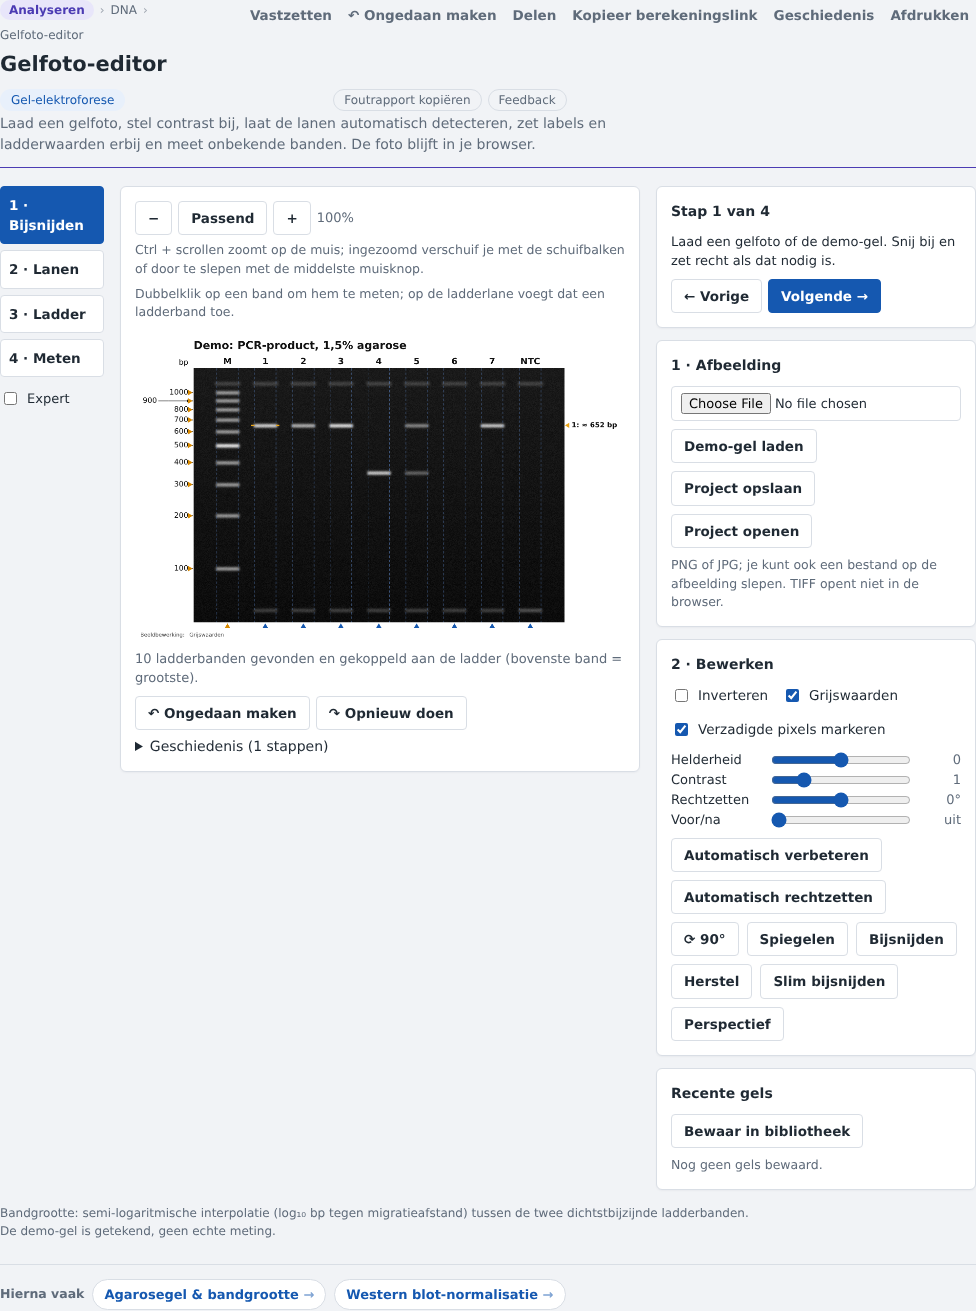 Analyseren › DNA ›
Gelfoto-editor
Vastzetten ↶ Ongedaan maken Delen Kopieer berekeningslink Geschiedenis Afdrukken
Gelfoto-editor
Gel-elektroforese Foutrapport kopiëren Feedback
Laad een gelfoto, stel contrast bij, laat de lanen automatisch detecteren, zet labels en
ladderwaarden erbij en meet onbekende banden. De foto blijft in je browser.
1 ·
Bijsnijden
2 · Lanen
3 · Ladder
4 · Meten
Expert
− Passend + 100%
Ctrl + scrollen zoomt op de muis; ingezoomd verschuif je met de schuifbalken
of door te slepen met de middelste muisknop.
Dubbelklik op een band om hem te meten; op de ladderlane voegt dat een
ladderband toe.
Demo: PCR-product, 1,5% agarose
bp M 1 2 3 4 5 6 7 NTC
1000
900
800
700
600
500
400
300
200
100
1: ≈ 652 bp
Beeldbewerking: Grijswaarden
10 ladderbanden gevonden en gekoppeld aan de ladder (bovenste band =
grootste).
↶ Ongedaan maken ↷ Opnieuw doen
▶ Geschiedenis (1 stappen)
Stap 1 van 4
Laad een gelfoto of de demo-gel. Snij bij en
zet recht als dat nodig is.
← Vorige Volgende →
1 · Afbeelding
Choose File No file chosen
Demo-gel laden
Project opslaan
Project openen
PNG of JPG; je kunt ook een bestand op de
afbeelding slepen. TIFF opent niet in de
browser.
2 · Bewerken
Inverteren Grijswaarden
Verzadigde pixels markeren
Helderheid 0
Contrast 1
Rechtzetten 0°
Voor/na uit
Automatisch verbeteren
Automatisch rechtzetten
⟳ 90° Spiegelen Bijsnijden
Herstel Slim bijsnijden
Perspectief
Recente gels
Bewaar in bibliotheek
Nog geen gels bewaard.
Bandgrootte: semi-logaritmische interpolatie (log₁₀ bp tegen migratieafstand) tussen de twee dichtstbijzijnde ladderbanden.
De demo-gel is getekend, geen echte meting.
Hierna vaak Agarosegel & bandgrootte → Western blot-normalisatie →